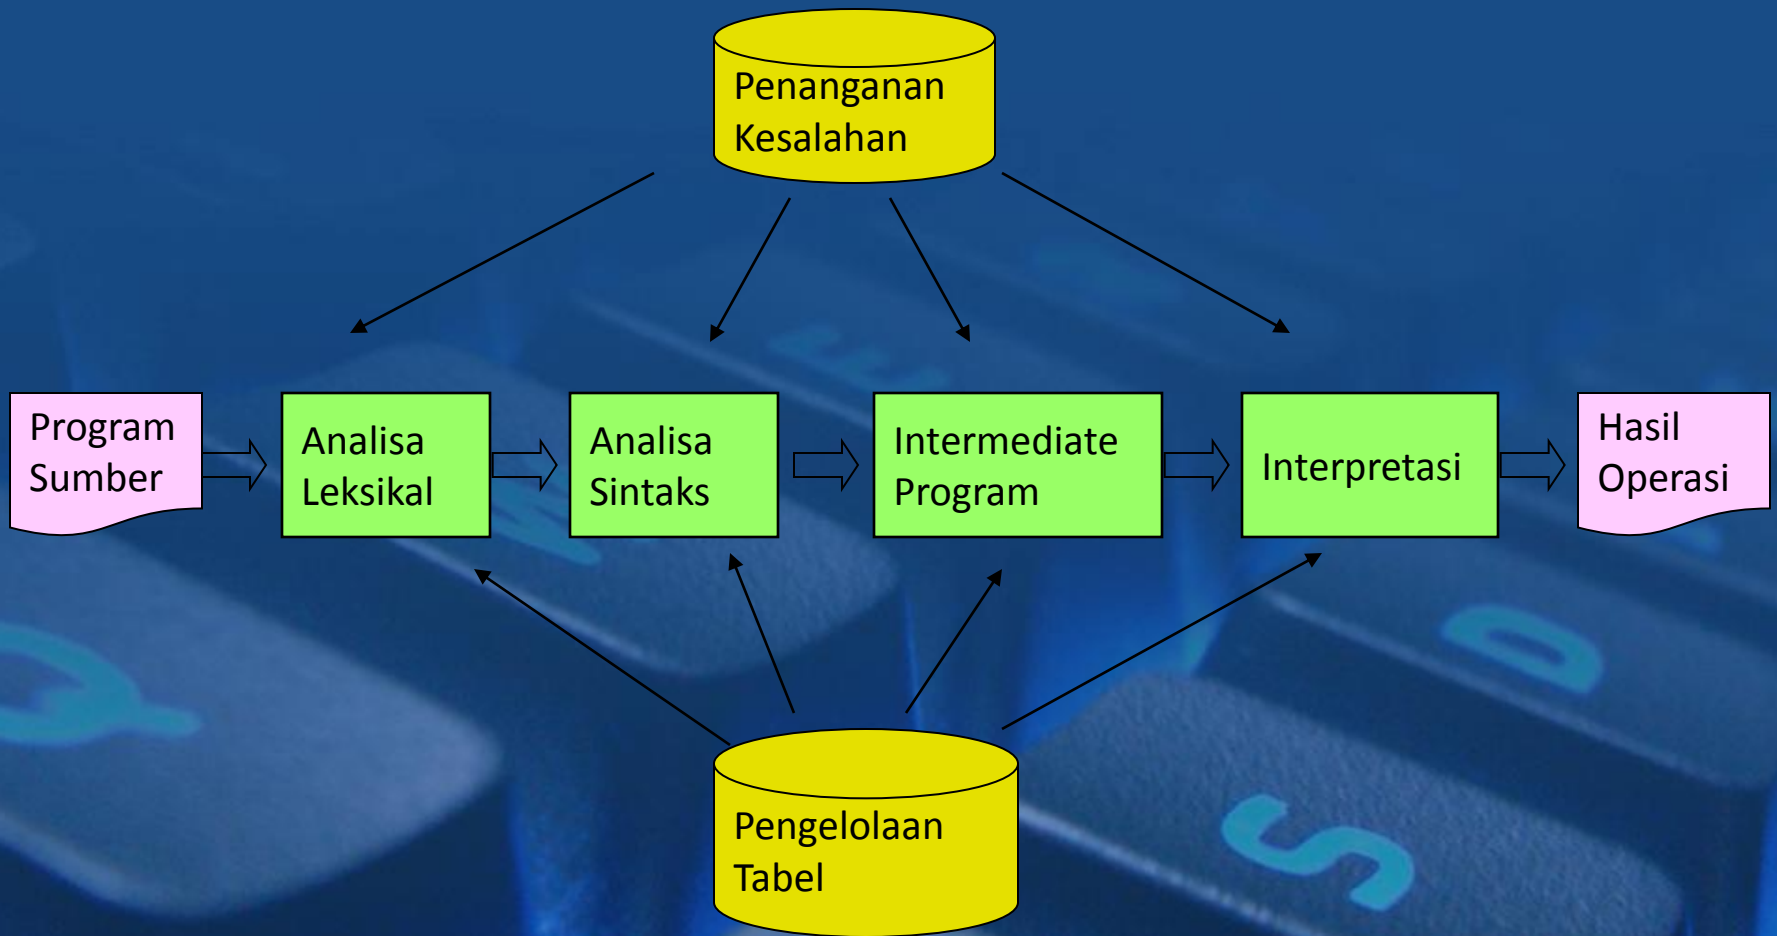 Penanganan
Kesalahan
Program
Sumber
Analisa
Leksikal
Analisa
Sintaks
Intermediate
Program
Interpretasi
Hasil
Operasi
Pengelolaan
Tabel
Q
W
E
S
D